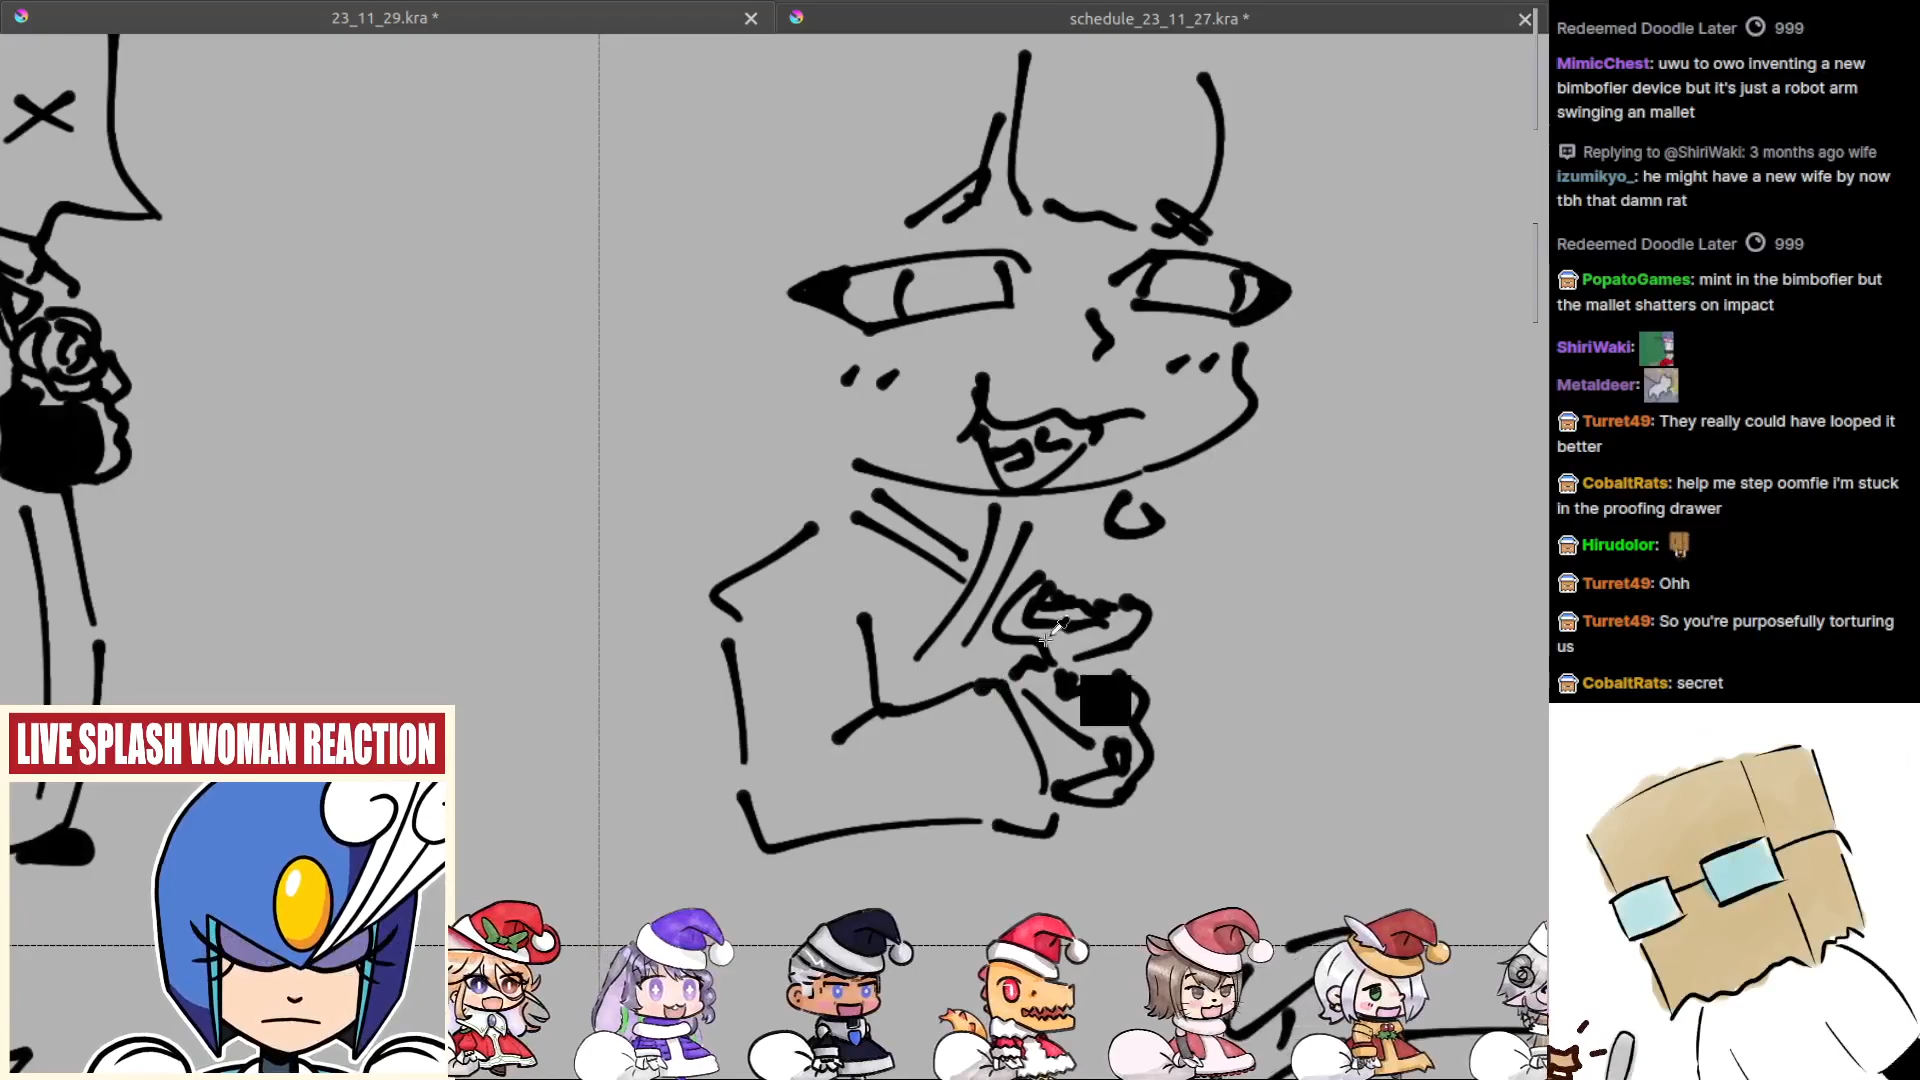 23_11_29.kra *
schedule_23_11_27.kra *
Redeemed Doodle Later 999
MimicChest: uwu to owo inventing a new
bimbofier device but it's just a robot arm
swinging an mallet
Replying to @ShiriWaki: 3 months ago wife
izumikyo_: he might have a new wife by now
tbh that damn rat
Redeemed Doodle Later 999
PopatoGames: mint in the bimbofier but
the mallet shatters on impact
ShiriWaki:
Metaldeer:
Turret49: They really could have looped it
better
CobaltRats: help me step oomfie i'm stuck
in the proofing drawer
Hirudolor:
Turret49: Ohh
Turret49: So you're purposefully torturing
us
CobaltRats: secret
LIVE SPLASH WOMAN REACTION